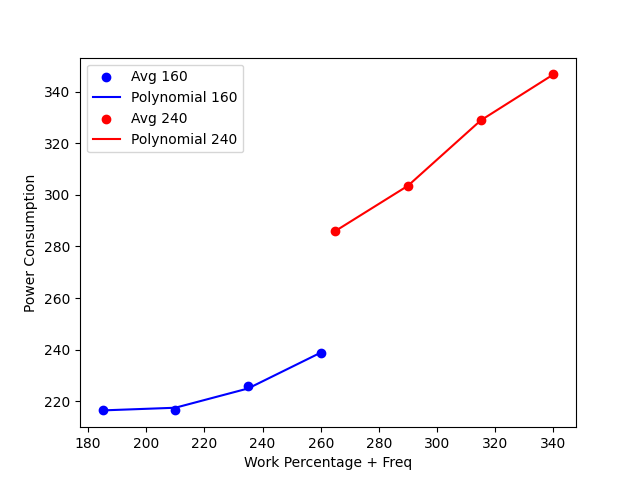 Avg 160
Polynomial 160
Avg 240
Polynomial 240
340
320
300
280
260
240
220
Power Consumption
180 200 220 240 260 280 300 320 340
Work Percentage + Freq